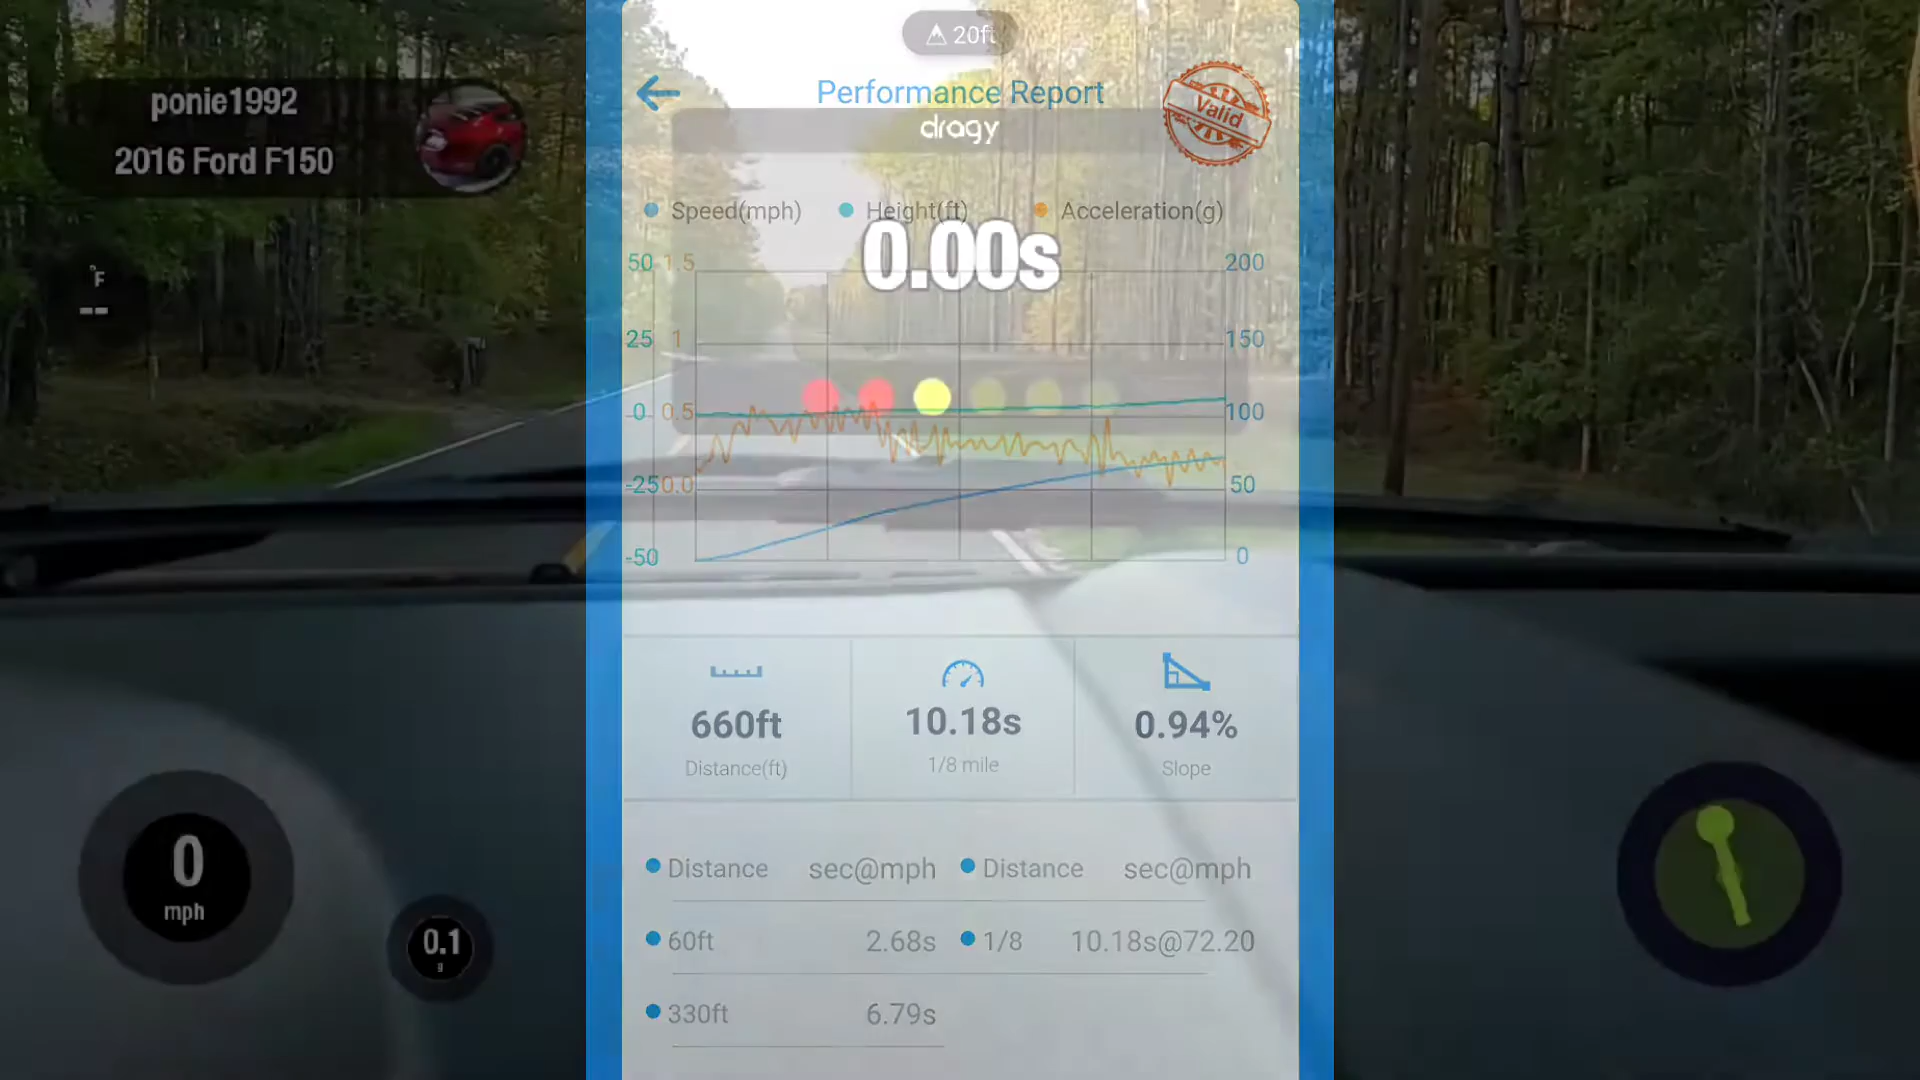 20ft
ponie1992
2016 Ford F150
Performance Report
Valid
dragy
Speed(mph) Height(ft) Acceleration(g)
0.00s
°F
--
50 1.5 200
25 1 150
0 0.5 100
-25 0.0 50
-50 0
660ft 10.18s 0.94%
Distance(ft) 1/8 mile Slope
0
mph
0.1
g
Distance sec@mph Distance sec@mph
60ft 2.68s 1/8 10.18s@72.20
330ft 6.79s